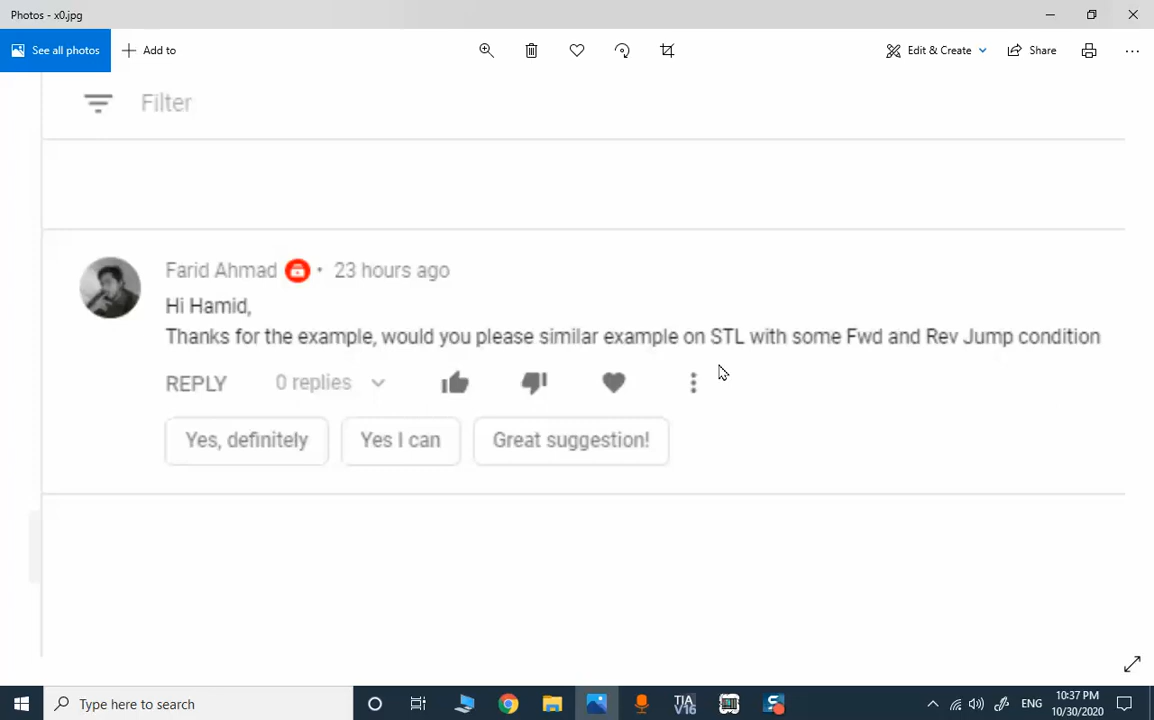 Photos - x0.jpg
See all photos
Add to
Edit & Create
Share
Filter
Farid Ahmad • 23 hours ago
Hi Hamid,
Thanks for the example, would you please similar example on STL with some Fwd and Rev Jump condition
REPLY 0 replies
Yes, definitely
Yes I can
Great suggestion!
Type here to search
TIA V16
ENG
10:37 PM
10/30/2020